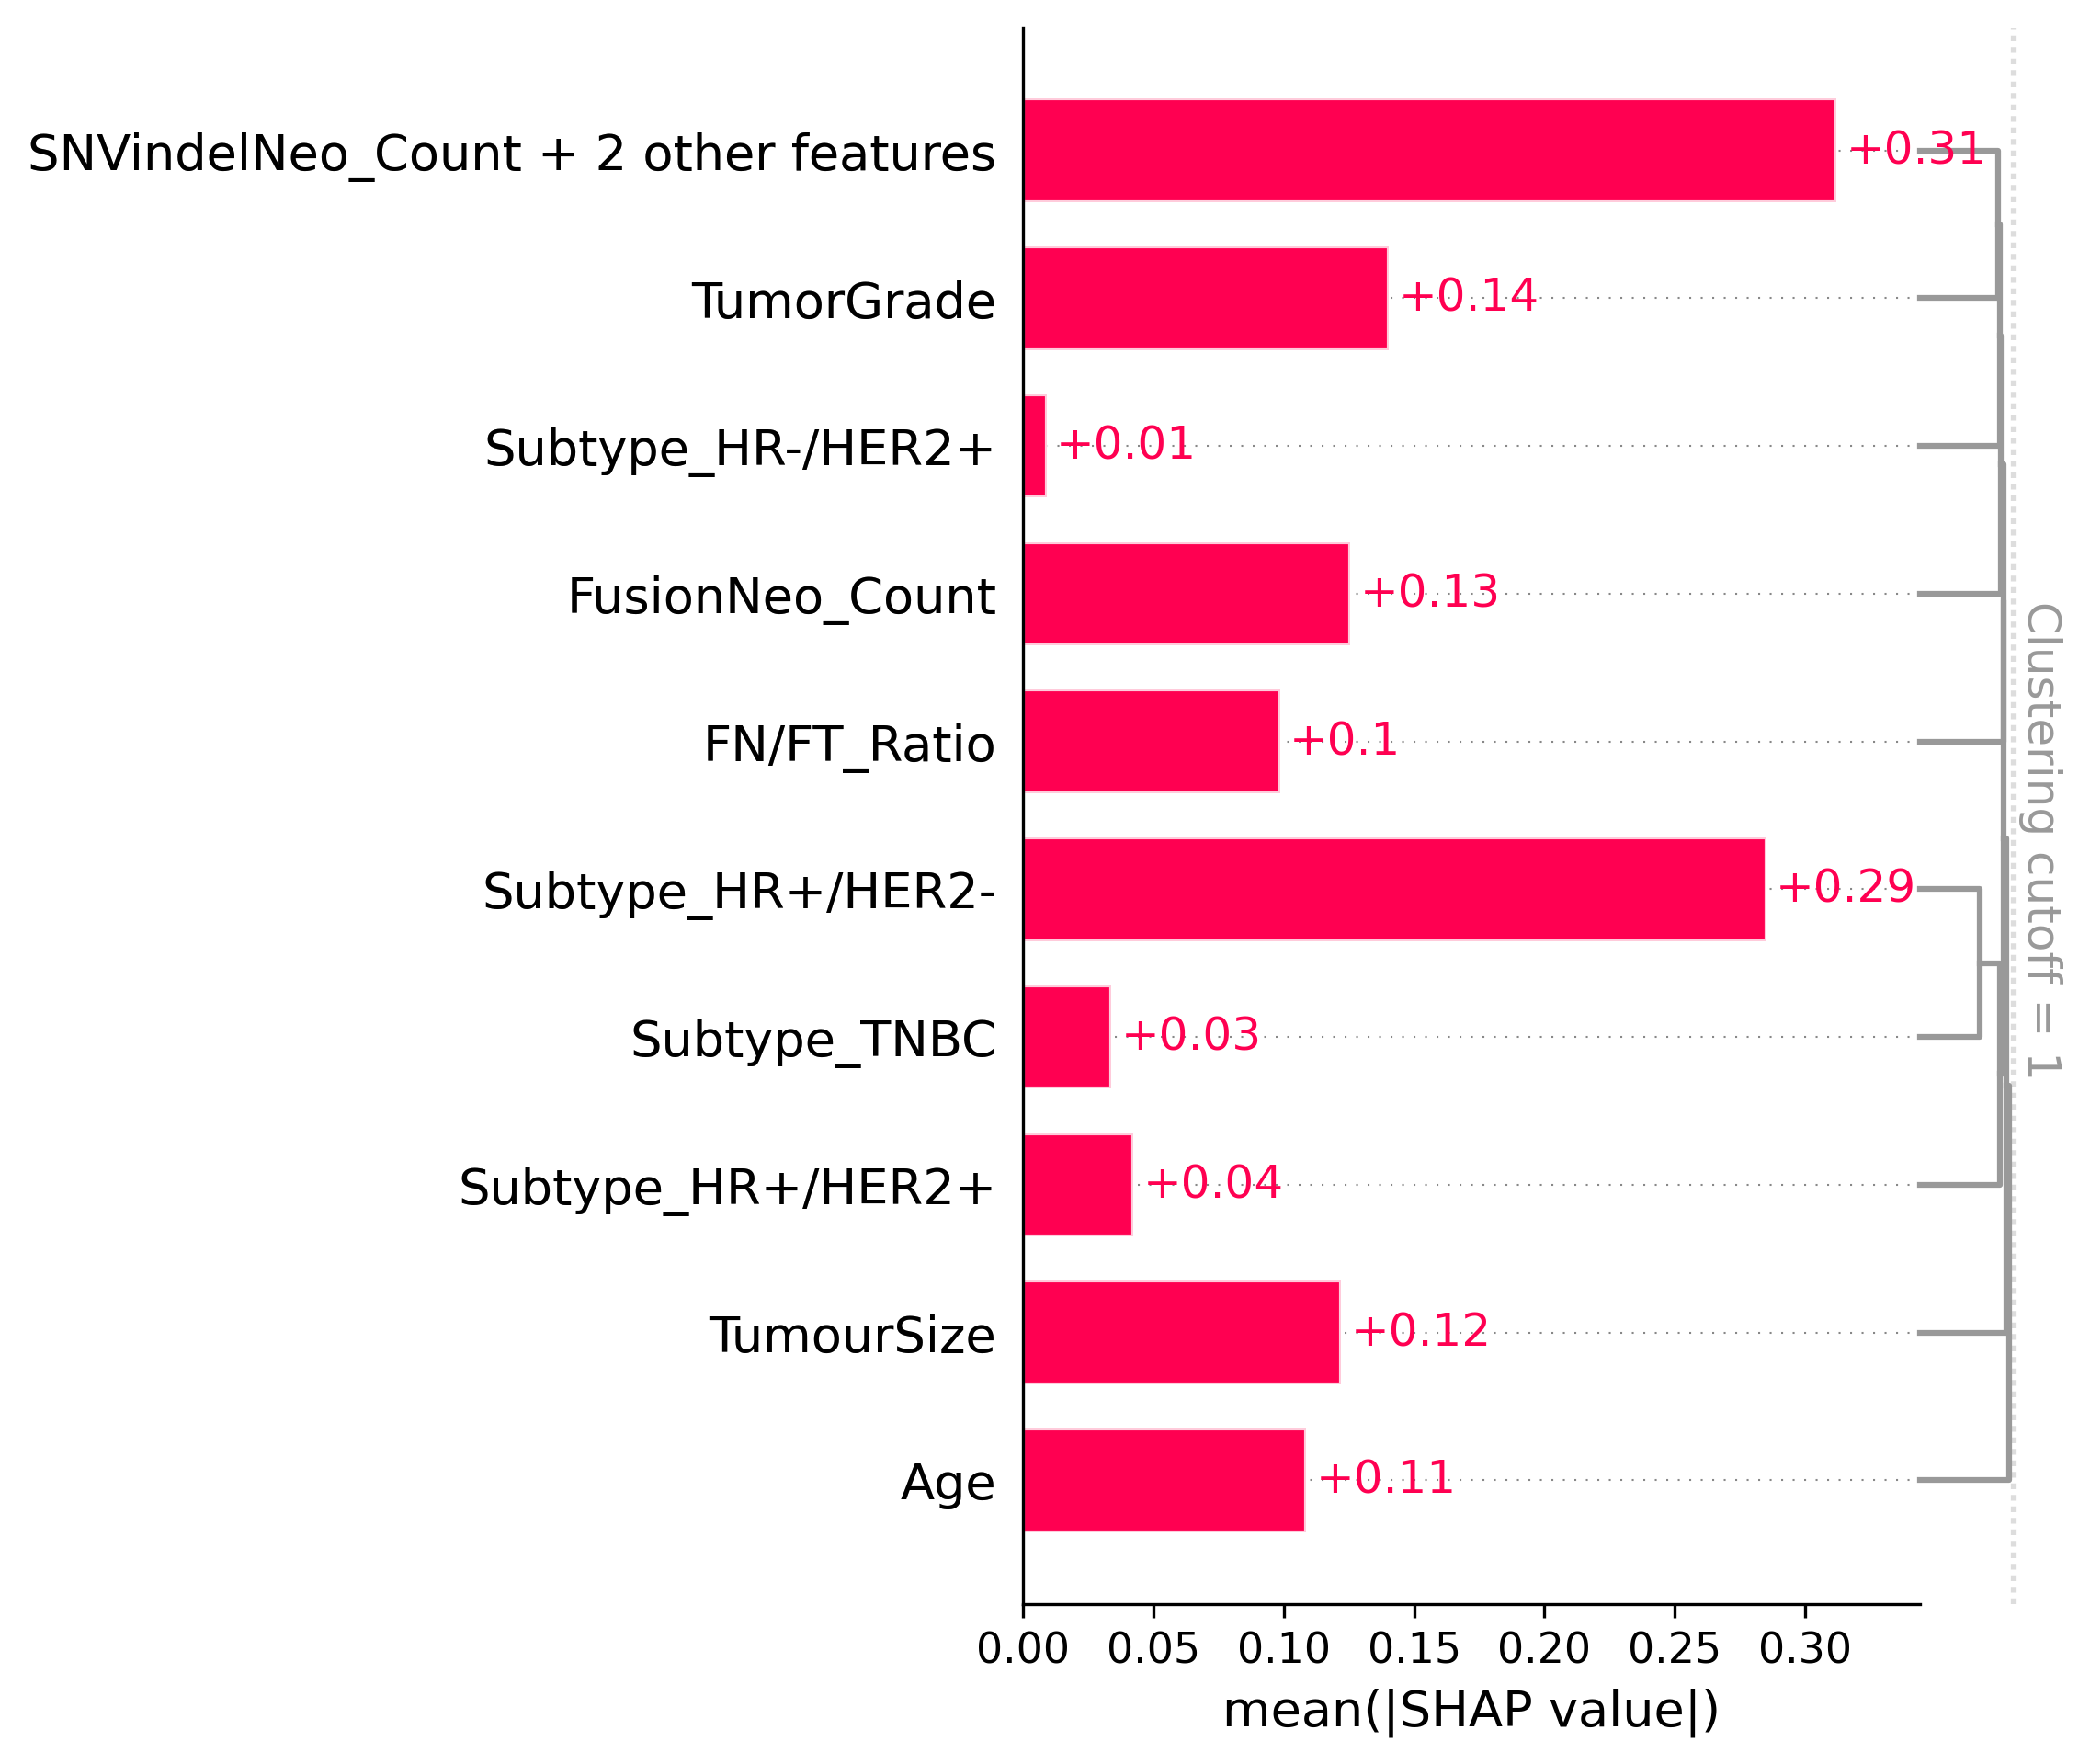 SNVindelNeo_Count + 2 other features
+0.31
TumorGrade
+0.14
Subtype_HR-/HER2+
+0.01
FusionNeo_Count
+0.13
FN/FT_Ratio
+0.1
Subtype_HR+/HER2-
+0.29
Subtype_TNBC
+0.03
Subtype_HR+/HER2+
+0.04
TumourSize
+0.12
Age
+0.11
Clustering cutoff = 1
0.00 0.05 0.10 0.15 0.20 0.25 0.30
mean(|SHAP value|)